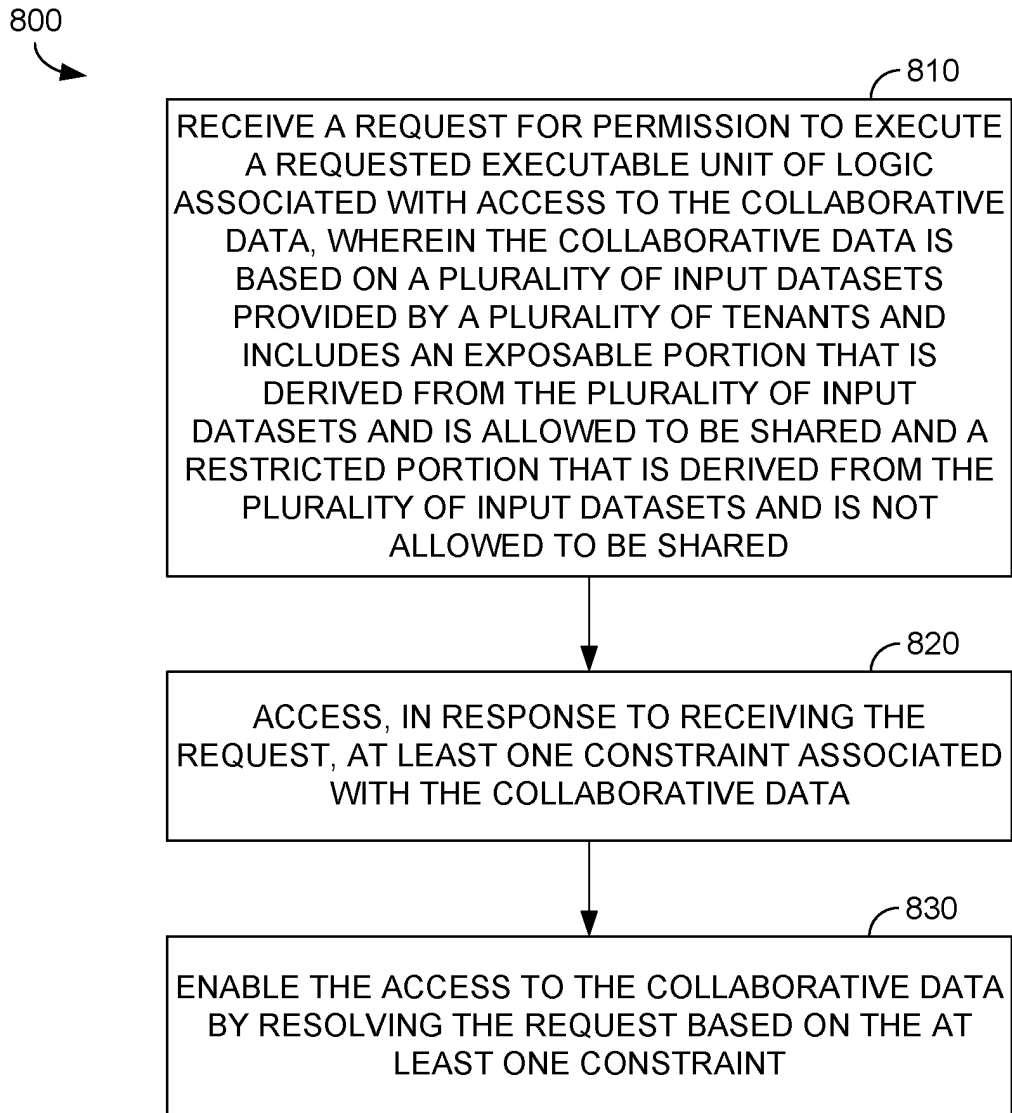 800
810
RECEIVE A REQUEST FOR PERMISSION TO EXECUTE
A REQUESTED EXECUTABLE UNIT OF LOGIC
ASSOCIATED WITH ACCESS TO THE COLLABORATIVE
DATA, WHEREIN THE COLLABORATIVE DATA IS
BASED ON A PLURALITY OF INPUT DATASETS
PROVIDED BY A PLURALITY OF TENANTS AND
INCLUDES AN EXPOSABLE PORTION THAT IS
DERIVED FROM THE PLURALITY OF INPUT
DATASETS AND IS ALLOWED TO BE SHARED AND A
RESTRICTED PORTION THAT IS DERIVED FROM THE
PLURALITY OF INPUT DATASETS AND IS NOT
ALLOWED TO BE SHARED
820
ACCESS, IN RESPONSE TO RECEIVING THE
REQUEST, AT LEAST ONE CONSTRAINT ASSOCIATED
WITH THE COLLABORATIVE DATA
830
ENABLE THE ACCESS TO THE COLLABORATIVE DATA
BY RESOLVING THE REQUEST BASED ON THE AT
LEAST ONE CONSTRAINT